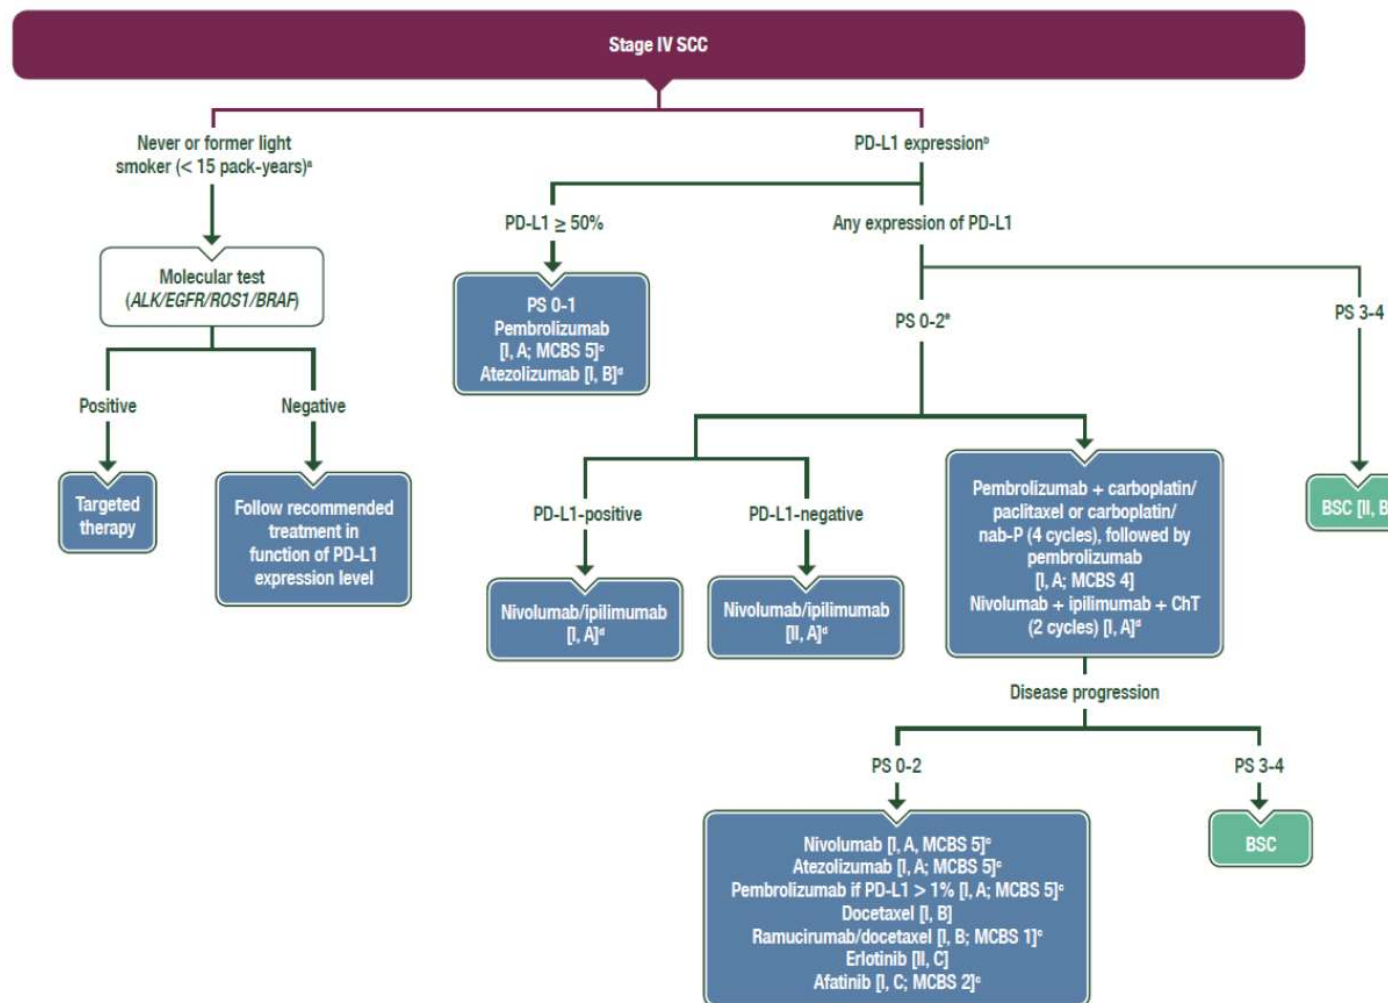 Stage IV SCC
Never or former light
smoker (< 15 pack-years)ᵃ
Molecular test
(ALK/EGFR/ROS1/BRAF)
Positive
Negative
Targeted
therapy
Follow recommended
treatment in
function of PD-L1
expression level
PD-L1 expressionᵇ
PD-L1 ≥ 50%
Any expression of PD-L1
PS 0-1
Pembrolizumab
[I, A; MCBS 5]ᶜ
Atezolizumab [I, B]ᵈ
PS 0-2ᵉ
PS 3-4
PD-L1-positive
PD-L1-negative
Nivolumab/ipilimumab
[I, A]ᵈ
Nivolumab/ipilimumab
[II, A]ᵈ
Pembrolizumab + carboplatin/
paclitaxel or carboplatin/
nab-P (4 cycles), followed by
pembrolizumab
[I, A; MCBS 4]
Nivolumab + ipilimumab + ChT
(2 cycles) [I, A]ᵈ
BSC [II, B
Disease progression
PS 0-2
PS 3-4
Nivolumab [I, A, MCBS 5]ᶜ
Atezolizumab [I, A; MCBS 5]ᶜ
Pembrolizumab if PD-L1 > 1% [I, A; MCBS 5]ᶜ
Docetaxel [I, B]
Ramucirumab/docetaxel [I, B; MCBS 1]ᶜ
Erlotinib [II, C]
Afatinib [I, C; MCBS 2]ᶜ
BSC